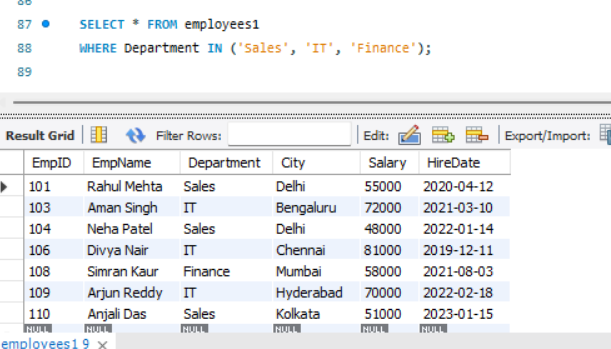 86
87 SELECT * FROM employees1
88 WHERE Department IN ('Sales', 'IT', 'Finance');
89
Result Grid Filter Rows: Edit: Export/Import:
EmpID EmpName Department City Salary HireDate
101 Rahul Mehta Sales Delhi 55000 2020-04-12
103 Aman Singh IT Bengaluru 72000 2021-03-10
104 Neha Patel Sales Delhi 48000 2022-01-14
106 Divya Nair IT Chennai 81000 2019-12-11
108 Simran Kaur Finance Mumbai 58000 2021-08-03
109 Arjun Reddy IT Hyderabad 70000 2022-02-18
110 Anjali Das Sales Kolkata 51000 2023-01-15
NULL NULL NULL NULL NULL NULL
employees1 9